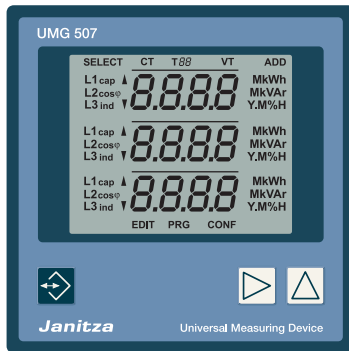 UMG 507
SELECT CT T88 VT ADD
L1 cap ▲ 8.8.8.8 MkWh
L2 cosφ MkVAr
L3 ind ▼ Y.M%H
L1 cap ▲ 8.8.8.8 MkWh
L2 cosφ MkVAr
L3 ind ▼ Y.M%H
L1 cap ▲ 8.8.8.8 MkWh
L2 cosφ MkVAr
L3 ind ▼ Y.M%H
EDIT PRG CONF
Janitza Universal Measuring Device